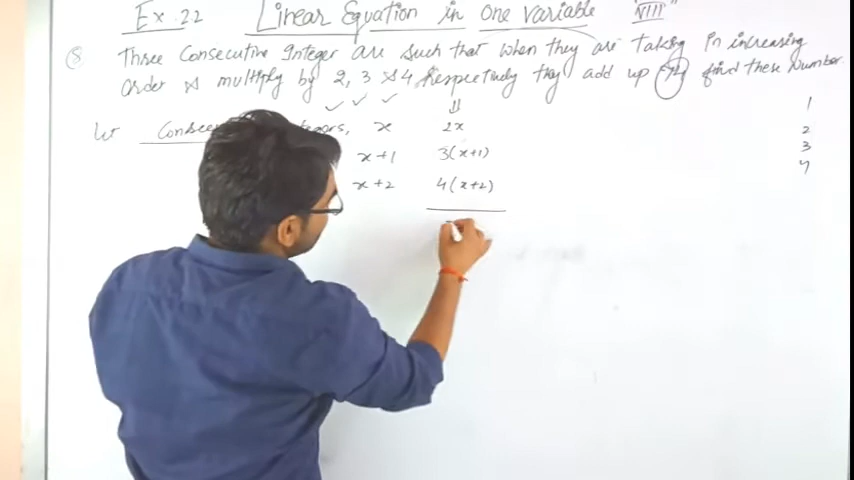 Ex 2.2 Linear Equation in one Variable VIII"
(8) Three Consecutive Integer are such that when they are taking in increasing
order & multiply by 2, 3 & 4 Respectively they add up find these Number.
let
x 2x
x+1 3(x+1)
x+2 4(x+2)
1
2
3
4